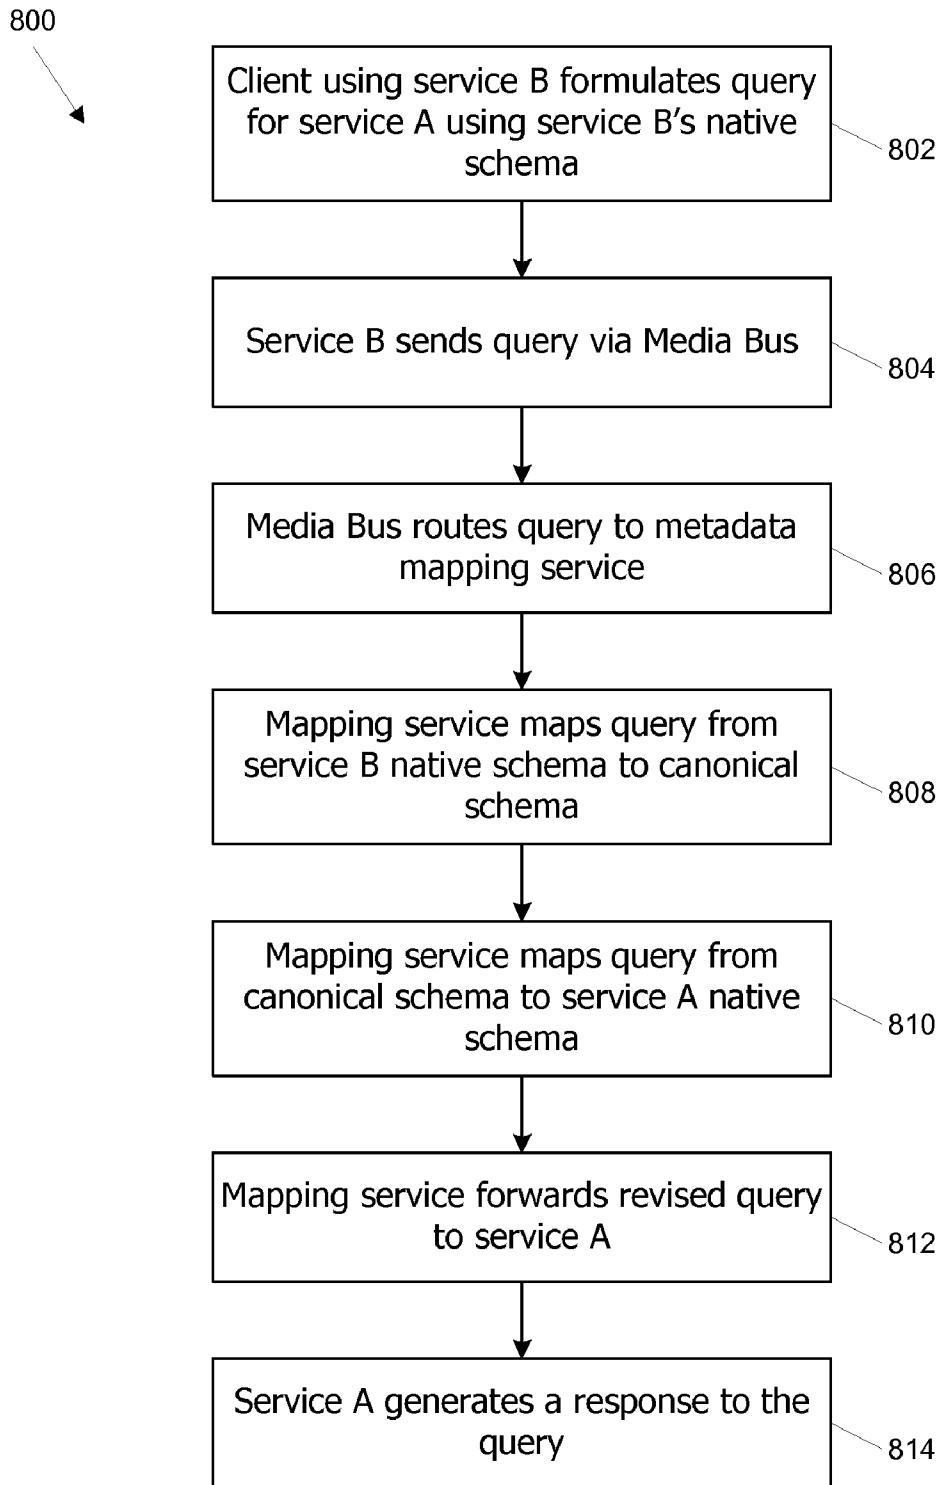 800
Client using service B formulates query
for service A using service B's native
schema
802
Service B sends query via Media Bus
804
Media Bus routes query to metadata
mapping service
806
Mapping service maps query from
service B native schema to canonical
schema
808
Mapping service maps query from
canonical schema to service A native
schema
810
Mapping service forwards revised query
to service A
812
Service A generates a response to the
query
814